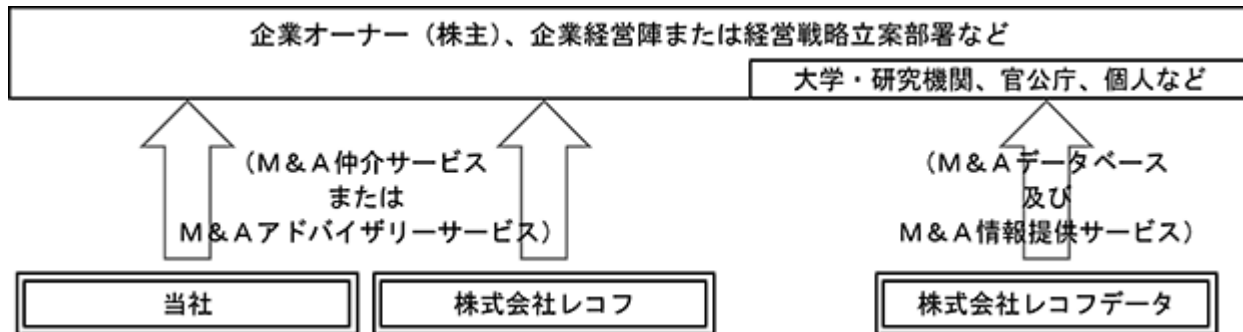 企業オーナー（株主）、企業経営陣または経営戦略立案部署など
大学・研究機関、官公庁、個人など
（Ｍ＆Ａ仲介サービス
または
Ｍ＆Ａアドバイザリーサービス）
（Ｍ＆Ａデータベース
及び
Ｍ＆Ａ情報提供サービス）
当社
株式会社レコフ
株式会社レコフデータ